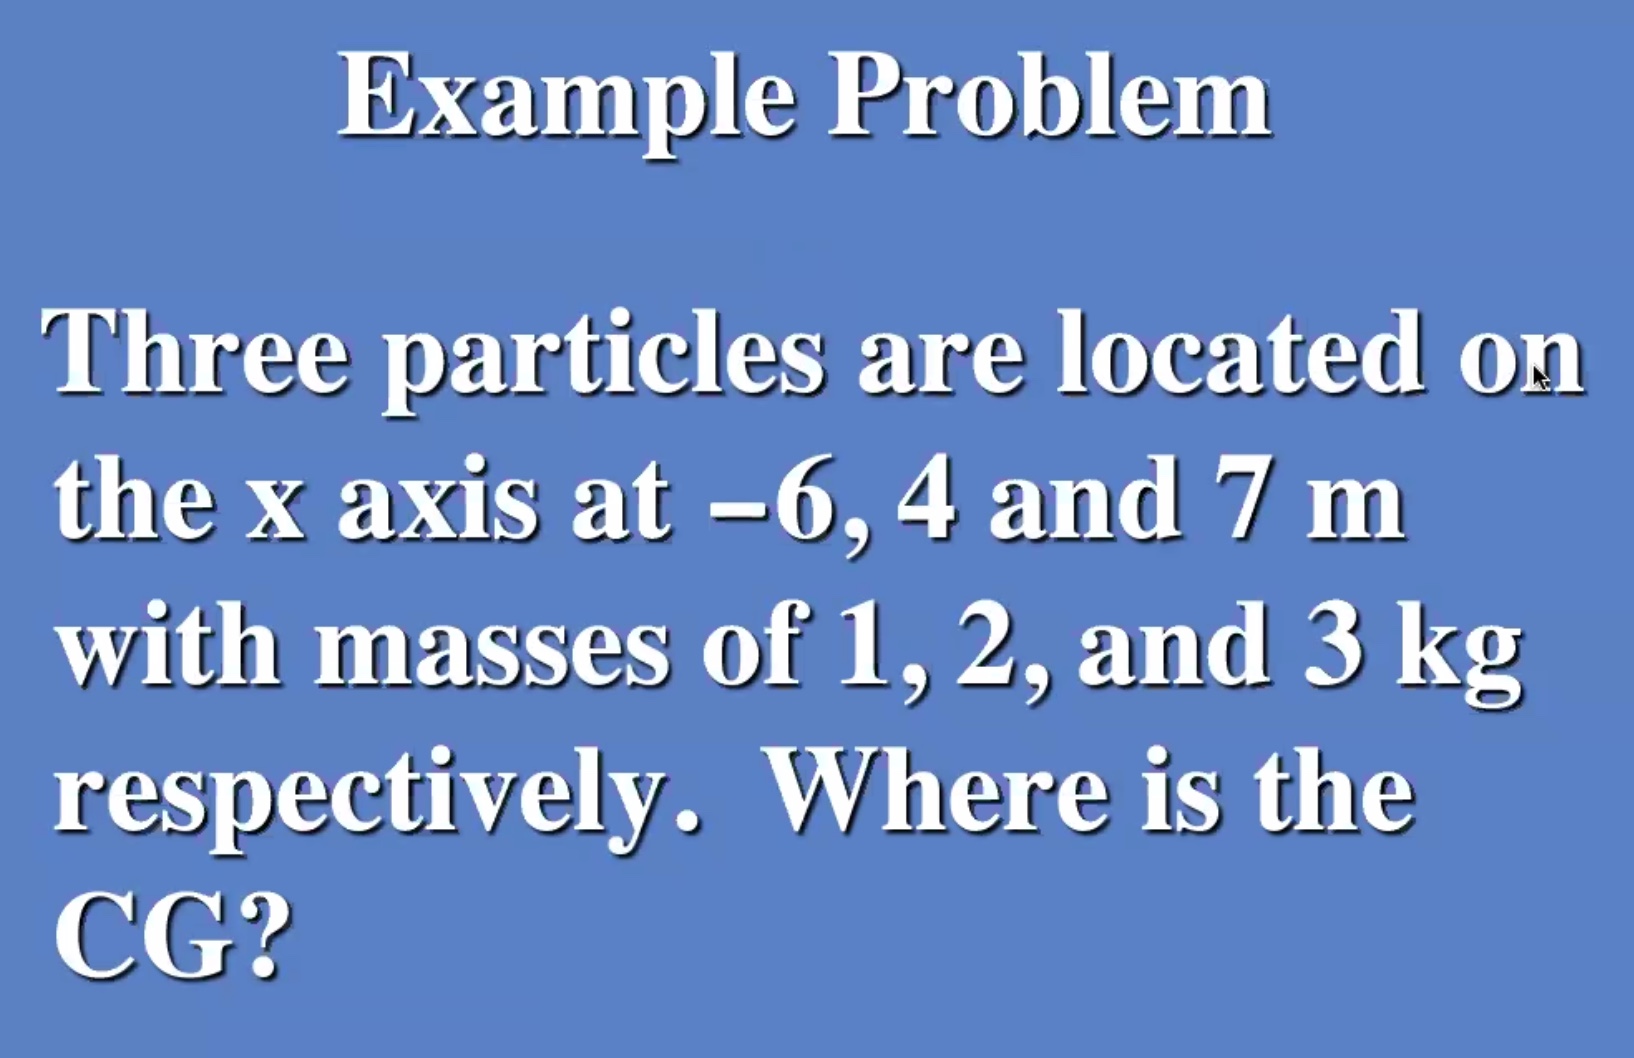 Example Problem
Three particles are located on
the x axis at –6, 4 and 7 m
with masses of 1, 2, and 3 kg
respectively.  Where is the
CG?